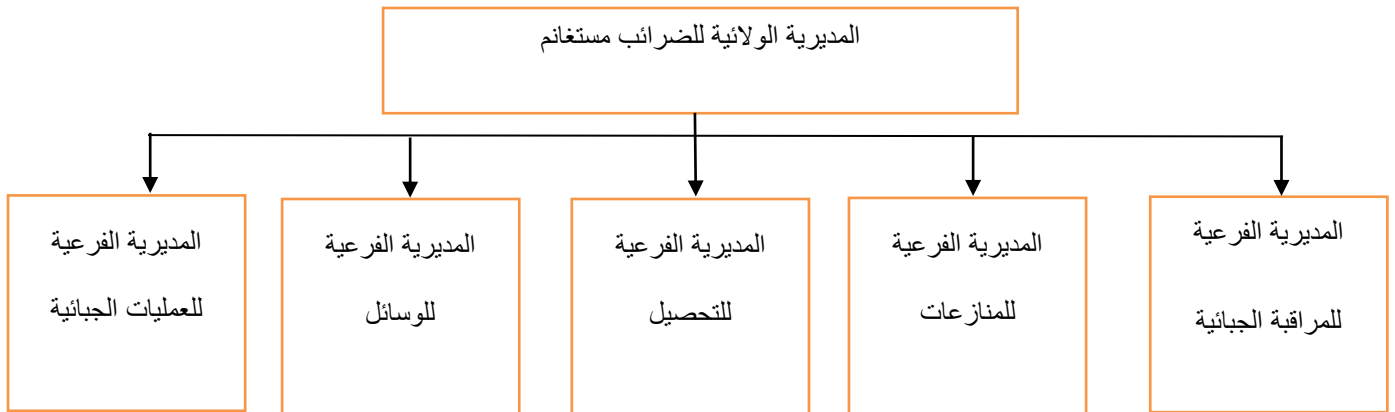 المديرية الولائية للضرائب مستغانم
المديرية الفرعية
للمراقبة الجبائية
المديرية الفرعية
للمنازعات
المديرية الفرعية
للتحصيل
المديرية الفرعية
للوسائل
المديرية الفرعية
للعمليات الجبائية